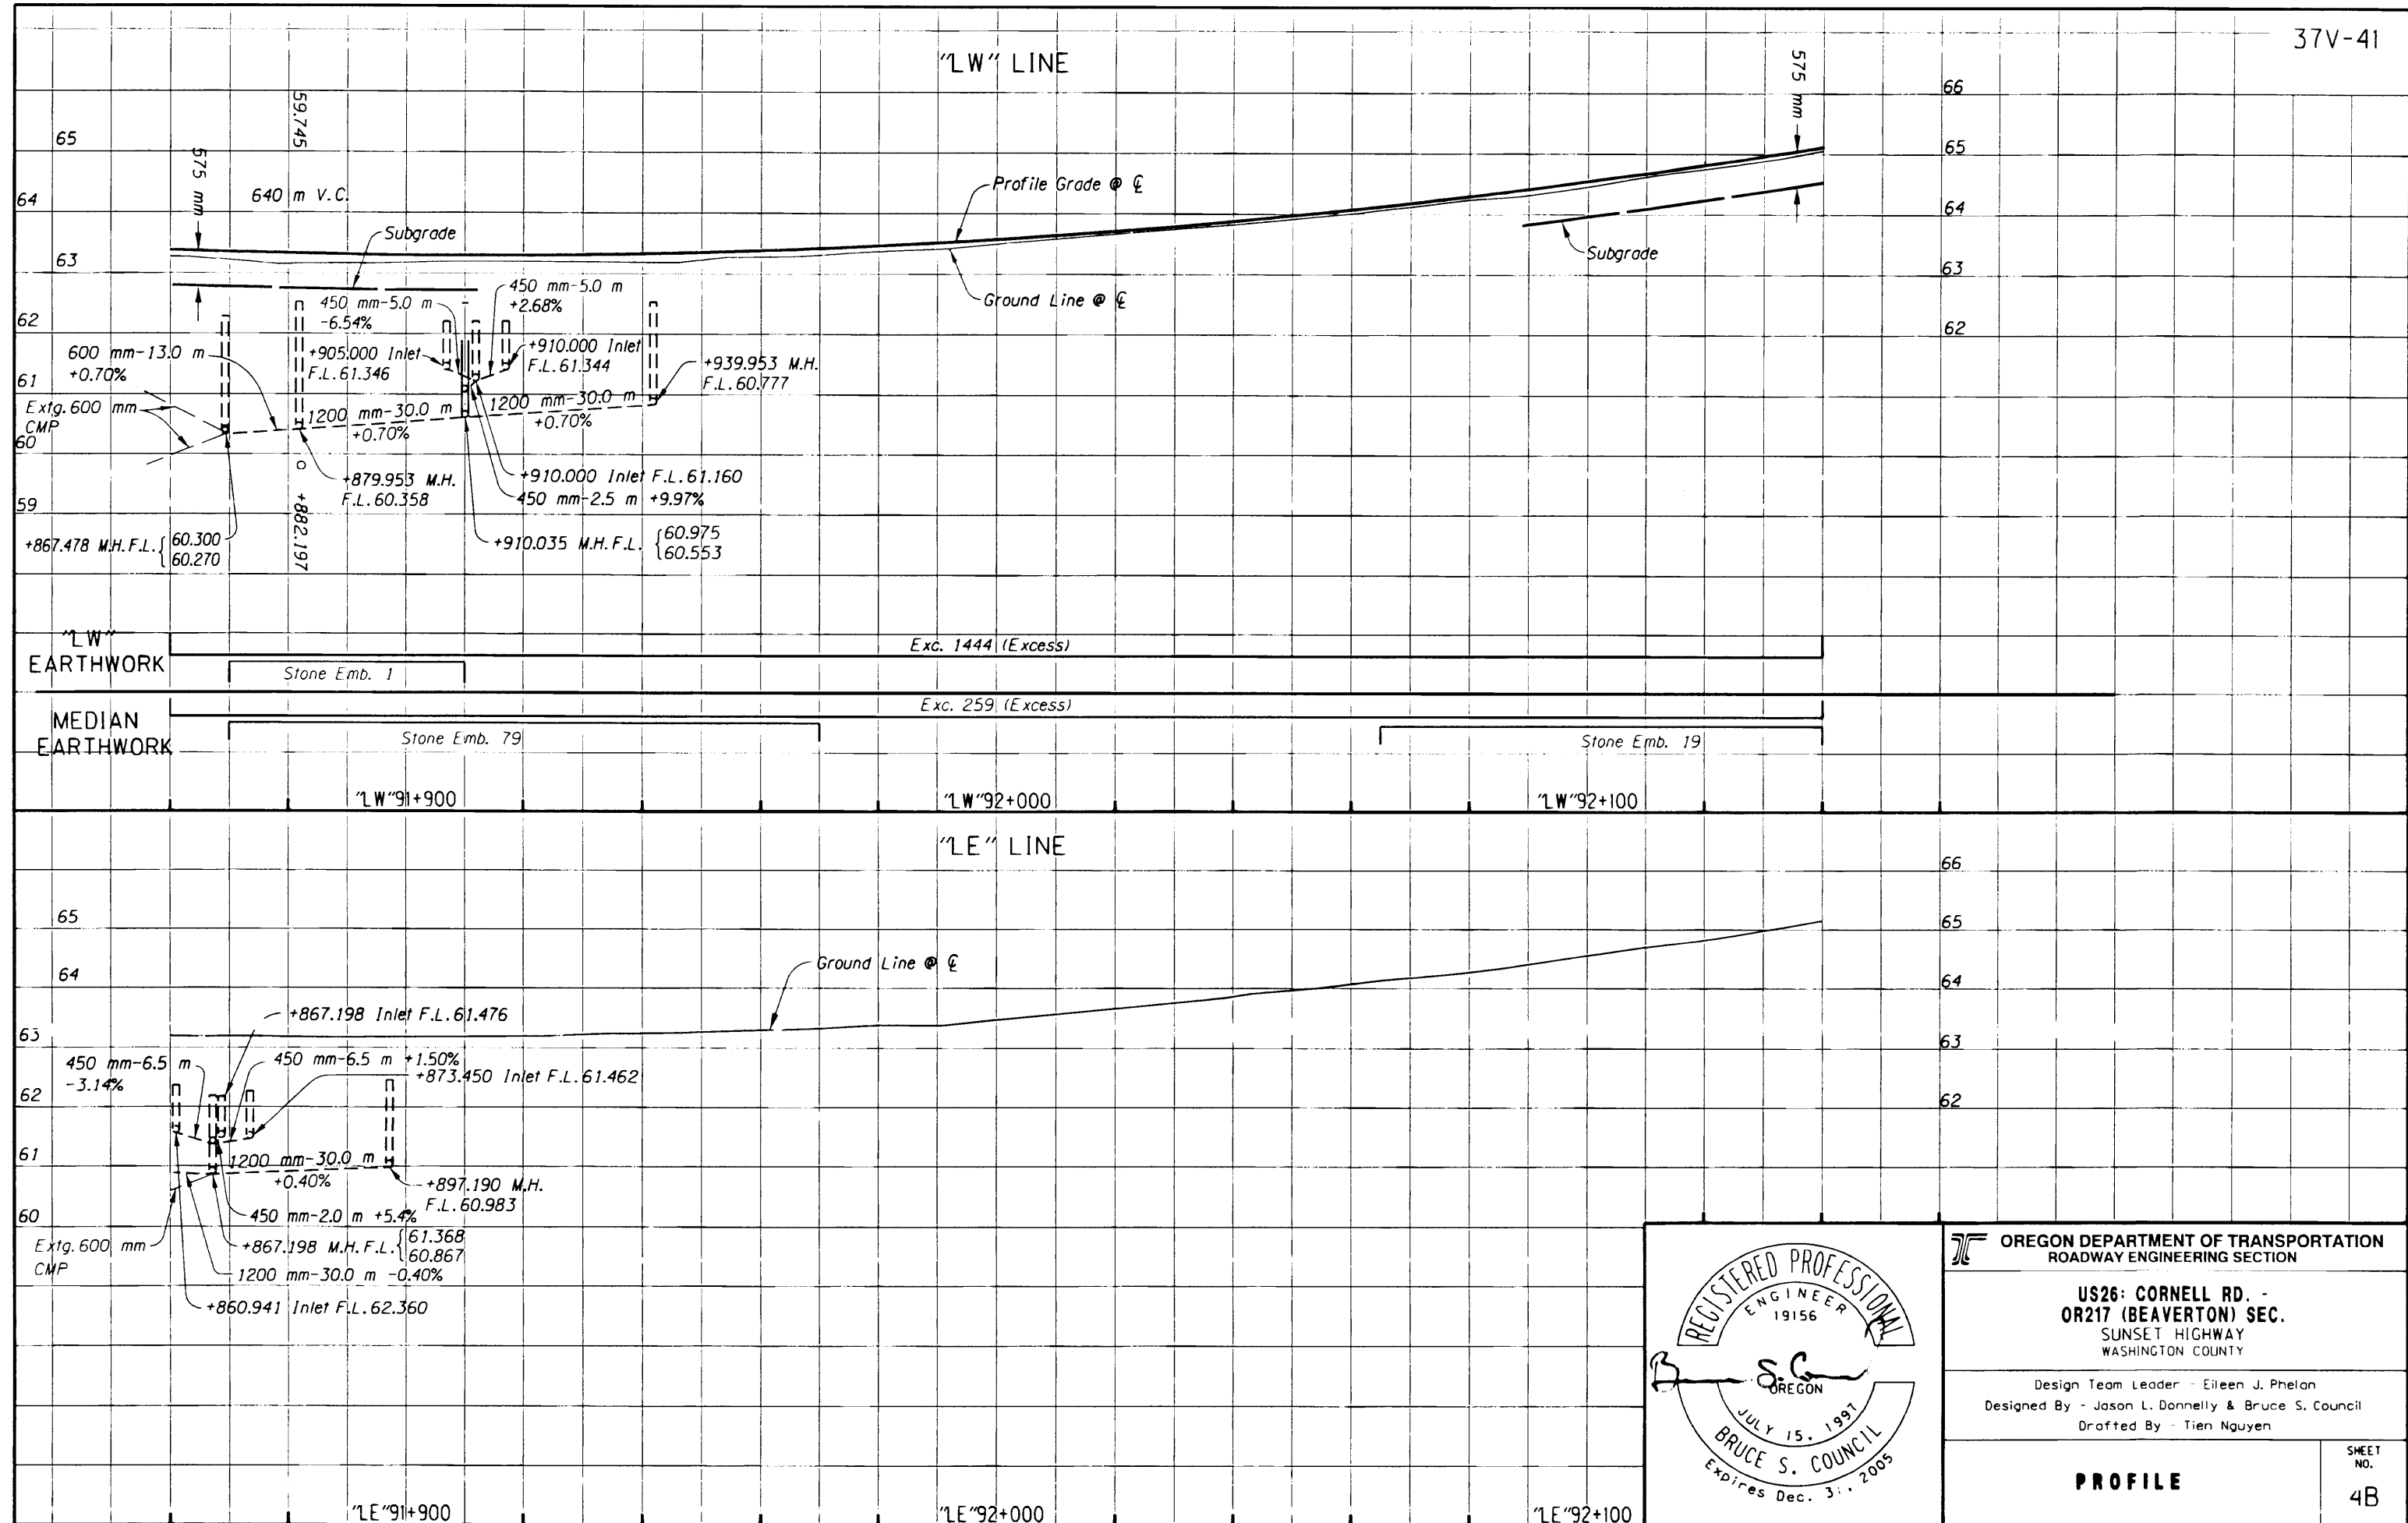 37V-41
"LW" LINE
575 mm
59.745
575 mm
66
65
65
64
640 m V.C.
Profile Grade @ ℄
64
Subgrade
Subgrade
63
63
450 mm-5.0 m
+2.68%
450 mm-5.0 m
-6.54%
Ground Line @ ℄
62
62
600 mm-13.0 m
+0.70%
+905.000 Inlet
F.L.61.346
+910.000 Inlet
F.L.61.344
+939.953 M.H.
F.L.60.777
61
Extg.600 mm
CMP
1200 mm-30.0 m
+0.70%
1200 mm-30.0 m
+0.70%
60
+879.953 M.H.
F.L.60.358
+910.000 Inlet F.L.61.160
450 mm-2.5 m +9.97%
59
+882.197
+867.478 M.H.F.L. { 60.300
60.270
+910.035 M.H.F.L. { 60.975
60.553
"LW"
EARTHWORK
Exc. 1444 (Excess)
Stone Emb. 1
MEDIAN
EARTHWORK
Exc. 259 (Excess)
Stone Emb. 79
Stone Emb. 19
"LW"91+900
"LW"92+000
"LW"92+100
"LE" LINE
66
65
65
64
Ground Line @ ℄
64
+867.198 Inlet F.L.61.476
63
63
450 mm-6.5 m
-3.14%
450 mm-6.5 m +1.50%
+873.450 Inlet F.L.61.462
62
62
61
1200 mm-30.0 m
+0.40%
+897.190 M.H.
F.L.60.983
60
450 mm-2.0 m +5.4%
Extg.600 mm
CMP
+867.198 M.H.F.L. { 61.368
60.867
1200 mm-30.0 m -0.40%
+860.941 Inlet F.L.62.360
"LE"91+900
"LE"92+000
"LE"92+100
REGISTERED PROFESSIONAL
ENGINEER
19156
OREGON
JULY 15, 1997
BRUCE S. COUNCIL
Expires Dec. 31, 2005
OREGON DEPARTMENT OF TRANSPORTATION
ROADWAY ENGINEERING SECTION
US26: CORNELL RD. -
OR217 (BEAVERTON) SEC.
SUNSET HIGHWAY
WASHINGTON COUNTY
Design Team Leader - Eileen J. Phelan
Designed By - Jason L. Donnelly & Bruce S. Council
Drafted By - Tien Nguyen
PROFILE
SHEET
NO.
4B